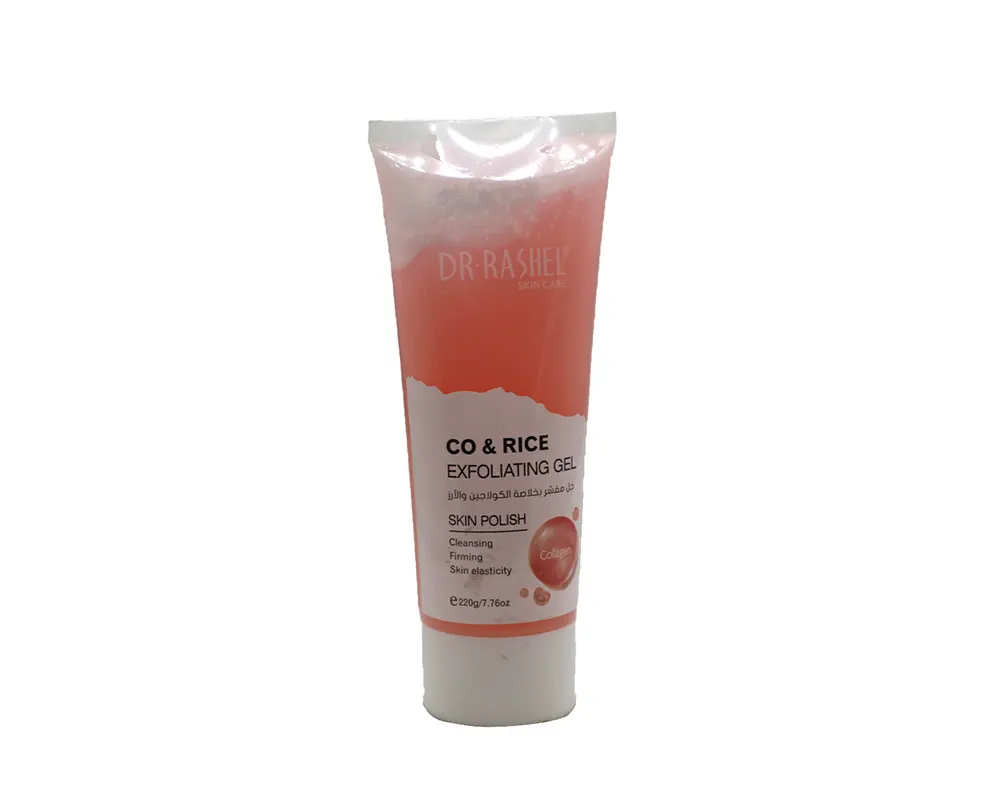 DR·RASHEL®
SKIN CARE
CO & RICE
EXFOLIATING GEL
جل مقشر بخلاصة الكولاجين والأرز
SKIN POLISH
Cleansing
Firming
Skin elasticity
Collagen
℮220g/7.76oz